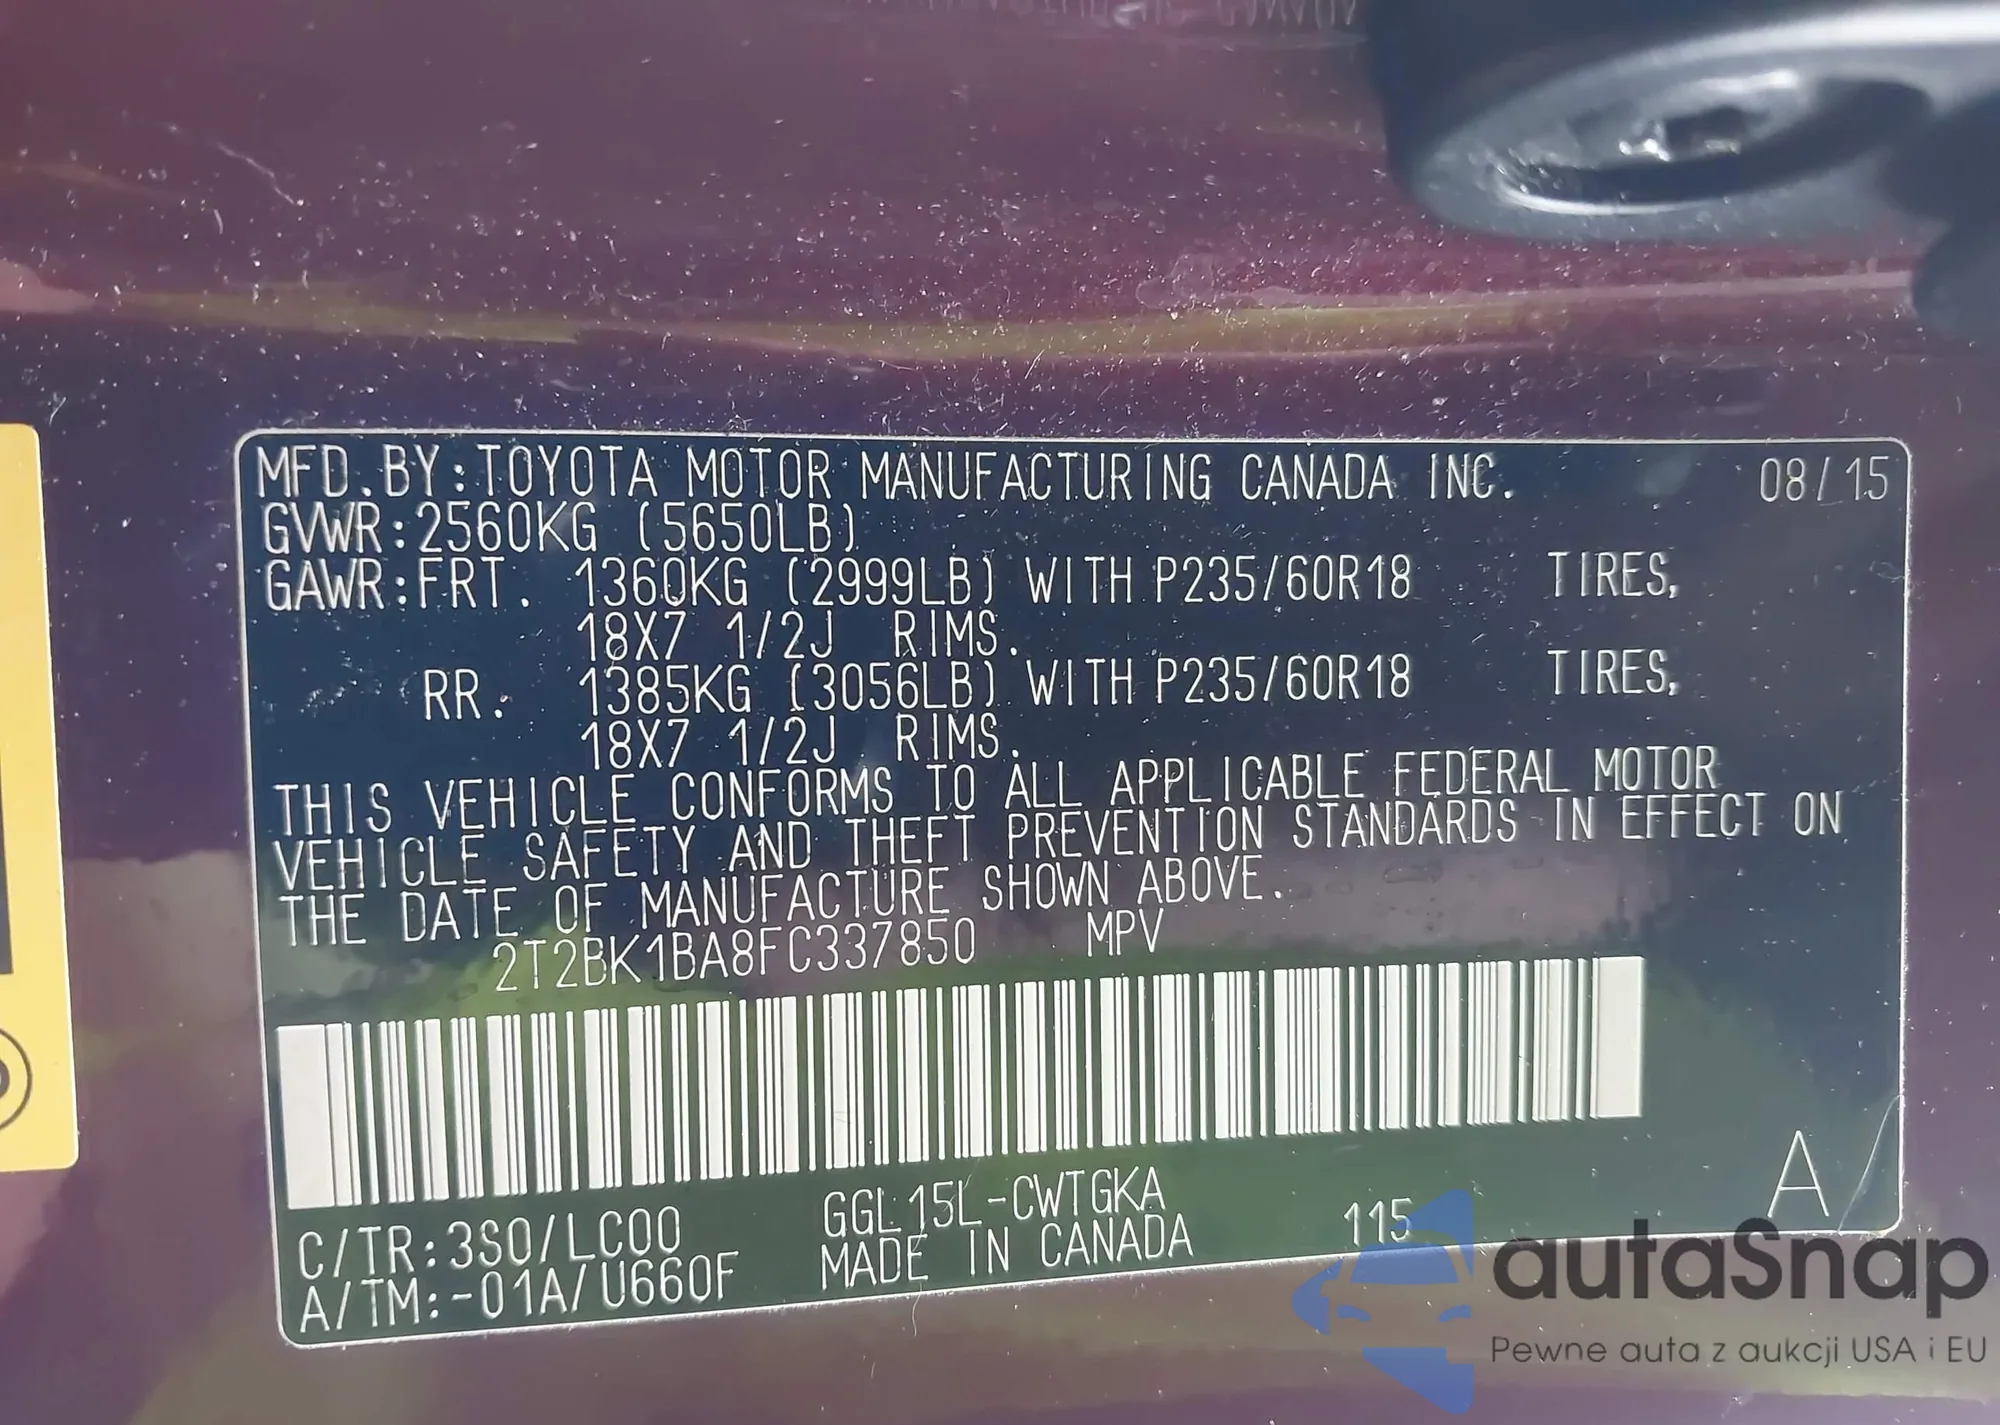 MFD.BY:TOYOTA MOTOR MANUFACTURING CANADA INC. 08/15
GVWR:2560KG (5650LB)
GAWR:FRT. 1360KG (2999LB) WITH P235/60R18 TIRES,
18X7 1/2J RIMS.
RR. 1385KG (3056LB) WITH P235/60R18 TIRES,
18X7 1/2J RIMS.
THIS VEHICLE CONFORMS TO ALL APPLICABLE FEDERAL MOTOR
VEHICLE SAFETY AND THEFT PREVENTION STANDARDS IN EFFECT ON
THE DATE OF MANUFACTURE SHOWN ABOVE.
2T2BK1BA8FC337850 MPV
C/TR:3S0/LC00 GGL15L-CWTGKA 115 A
A/TM:-01A/U660F MADE IN CANADA
autaSnap
Pewne auta z aukcji USA i EU